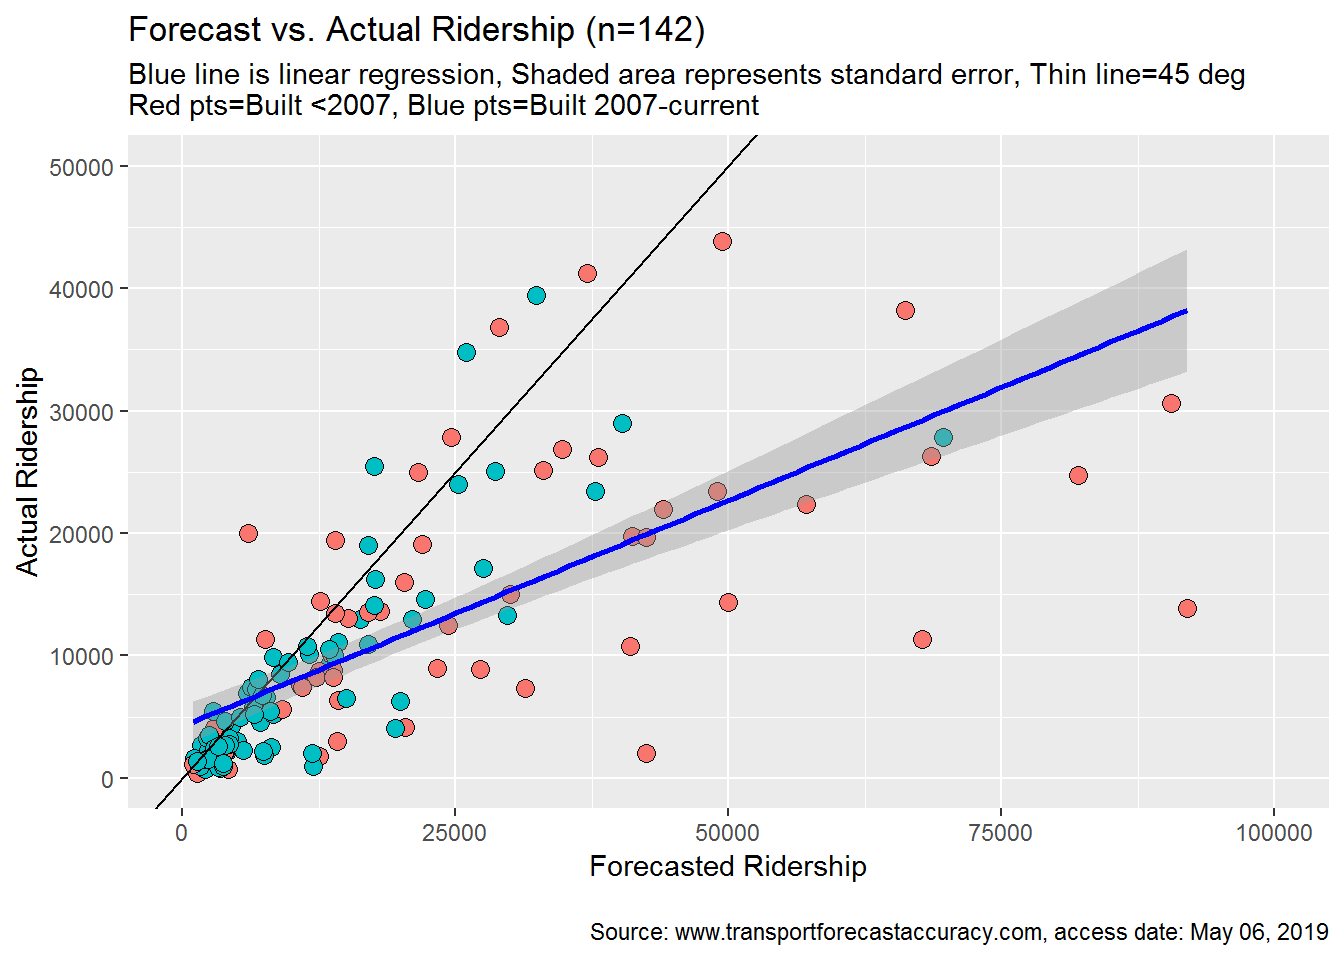 Forecast vs. Actual Ridership (n=142)
Blue line is linear regression, Shaded area represents standard error, Thin line=45 deg
Red pts=Built <2007, Blue pts=Built 2007-current
50000
40000
30000
20000
10000
0
Actual Ridership
0 25000 50000 75000 100000
Forecasted Ridership
Source: www.transportforecastaccuracy.com, access date: May 06, 2019